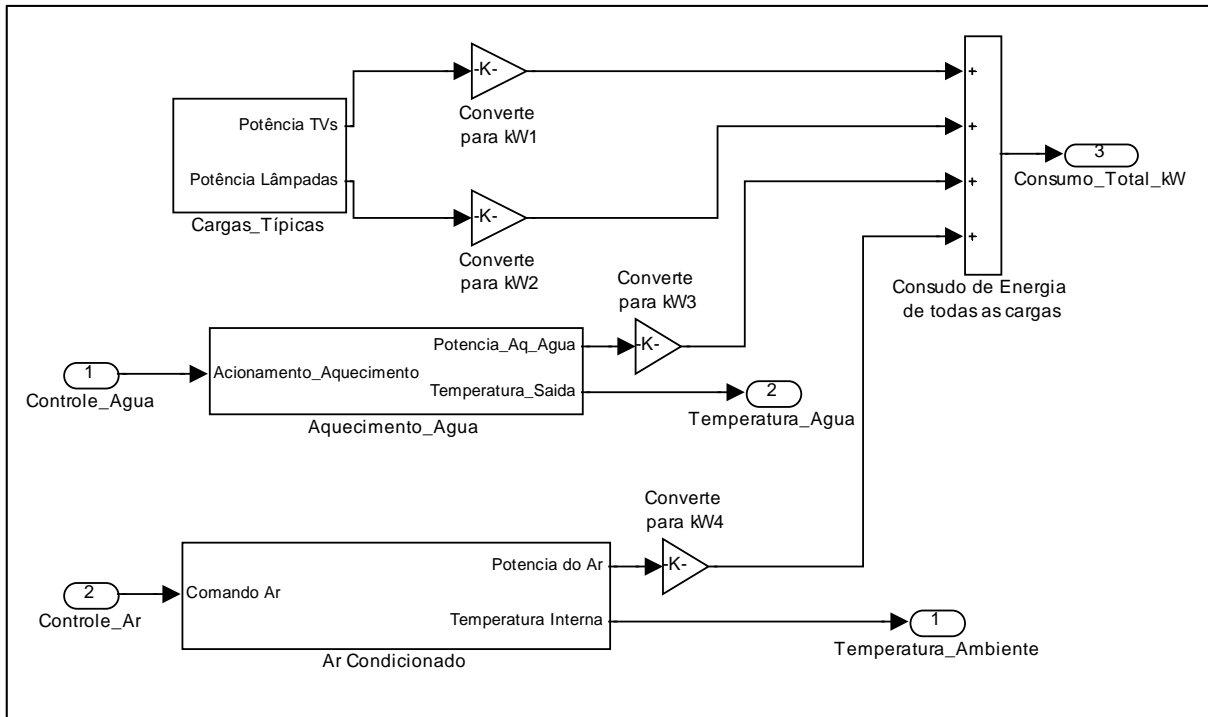 -K-
Converte
para kW1
Potência TVs
Potência Lâmpadas
Cargas_Típicas
-K-
Converte
para kW2
+
+
+
+
Consudo de Energia
de todas as cargas
3
Consumo_Total_kW
Converte
para kW3
-K-
1
Controle_Agua
Acionamento_Aquecimento
Potencia_Aq_Agua
Temperatura_Saida
Aquecimento_Agua
2
Temperatura_Agua
Converte
para kW4
-K-
2
Controle_Ar
Comando Ar
Potencia do Ar
Temperatura Interna
Ar Condicionado
1
Temperatura_Ambiente